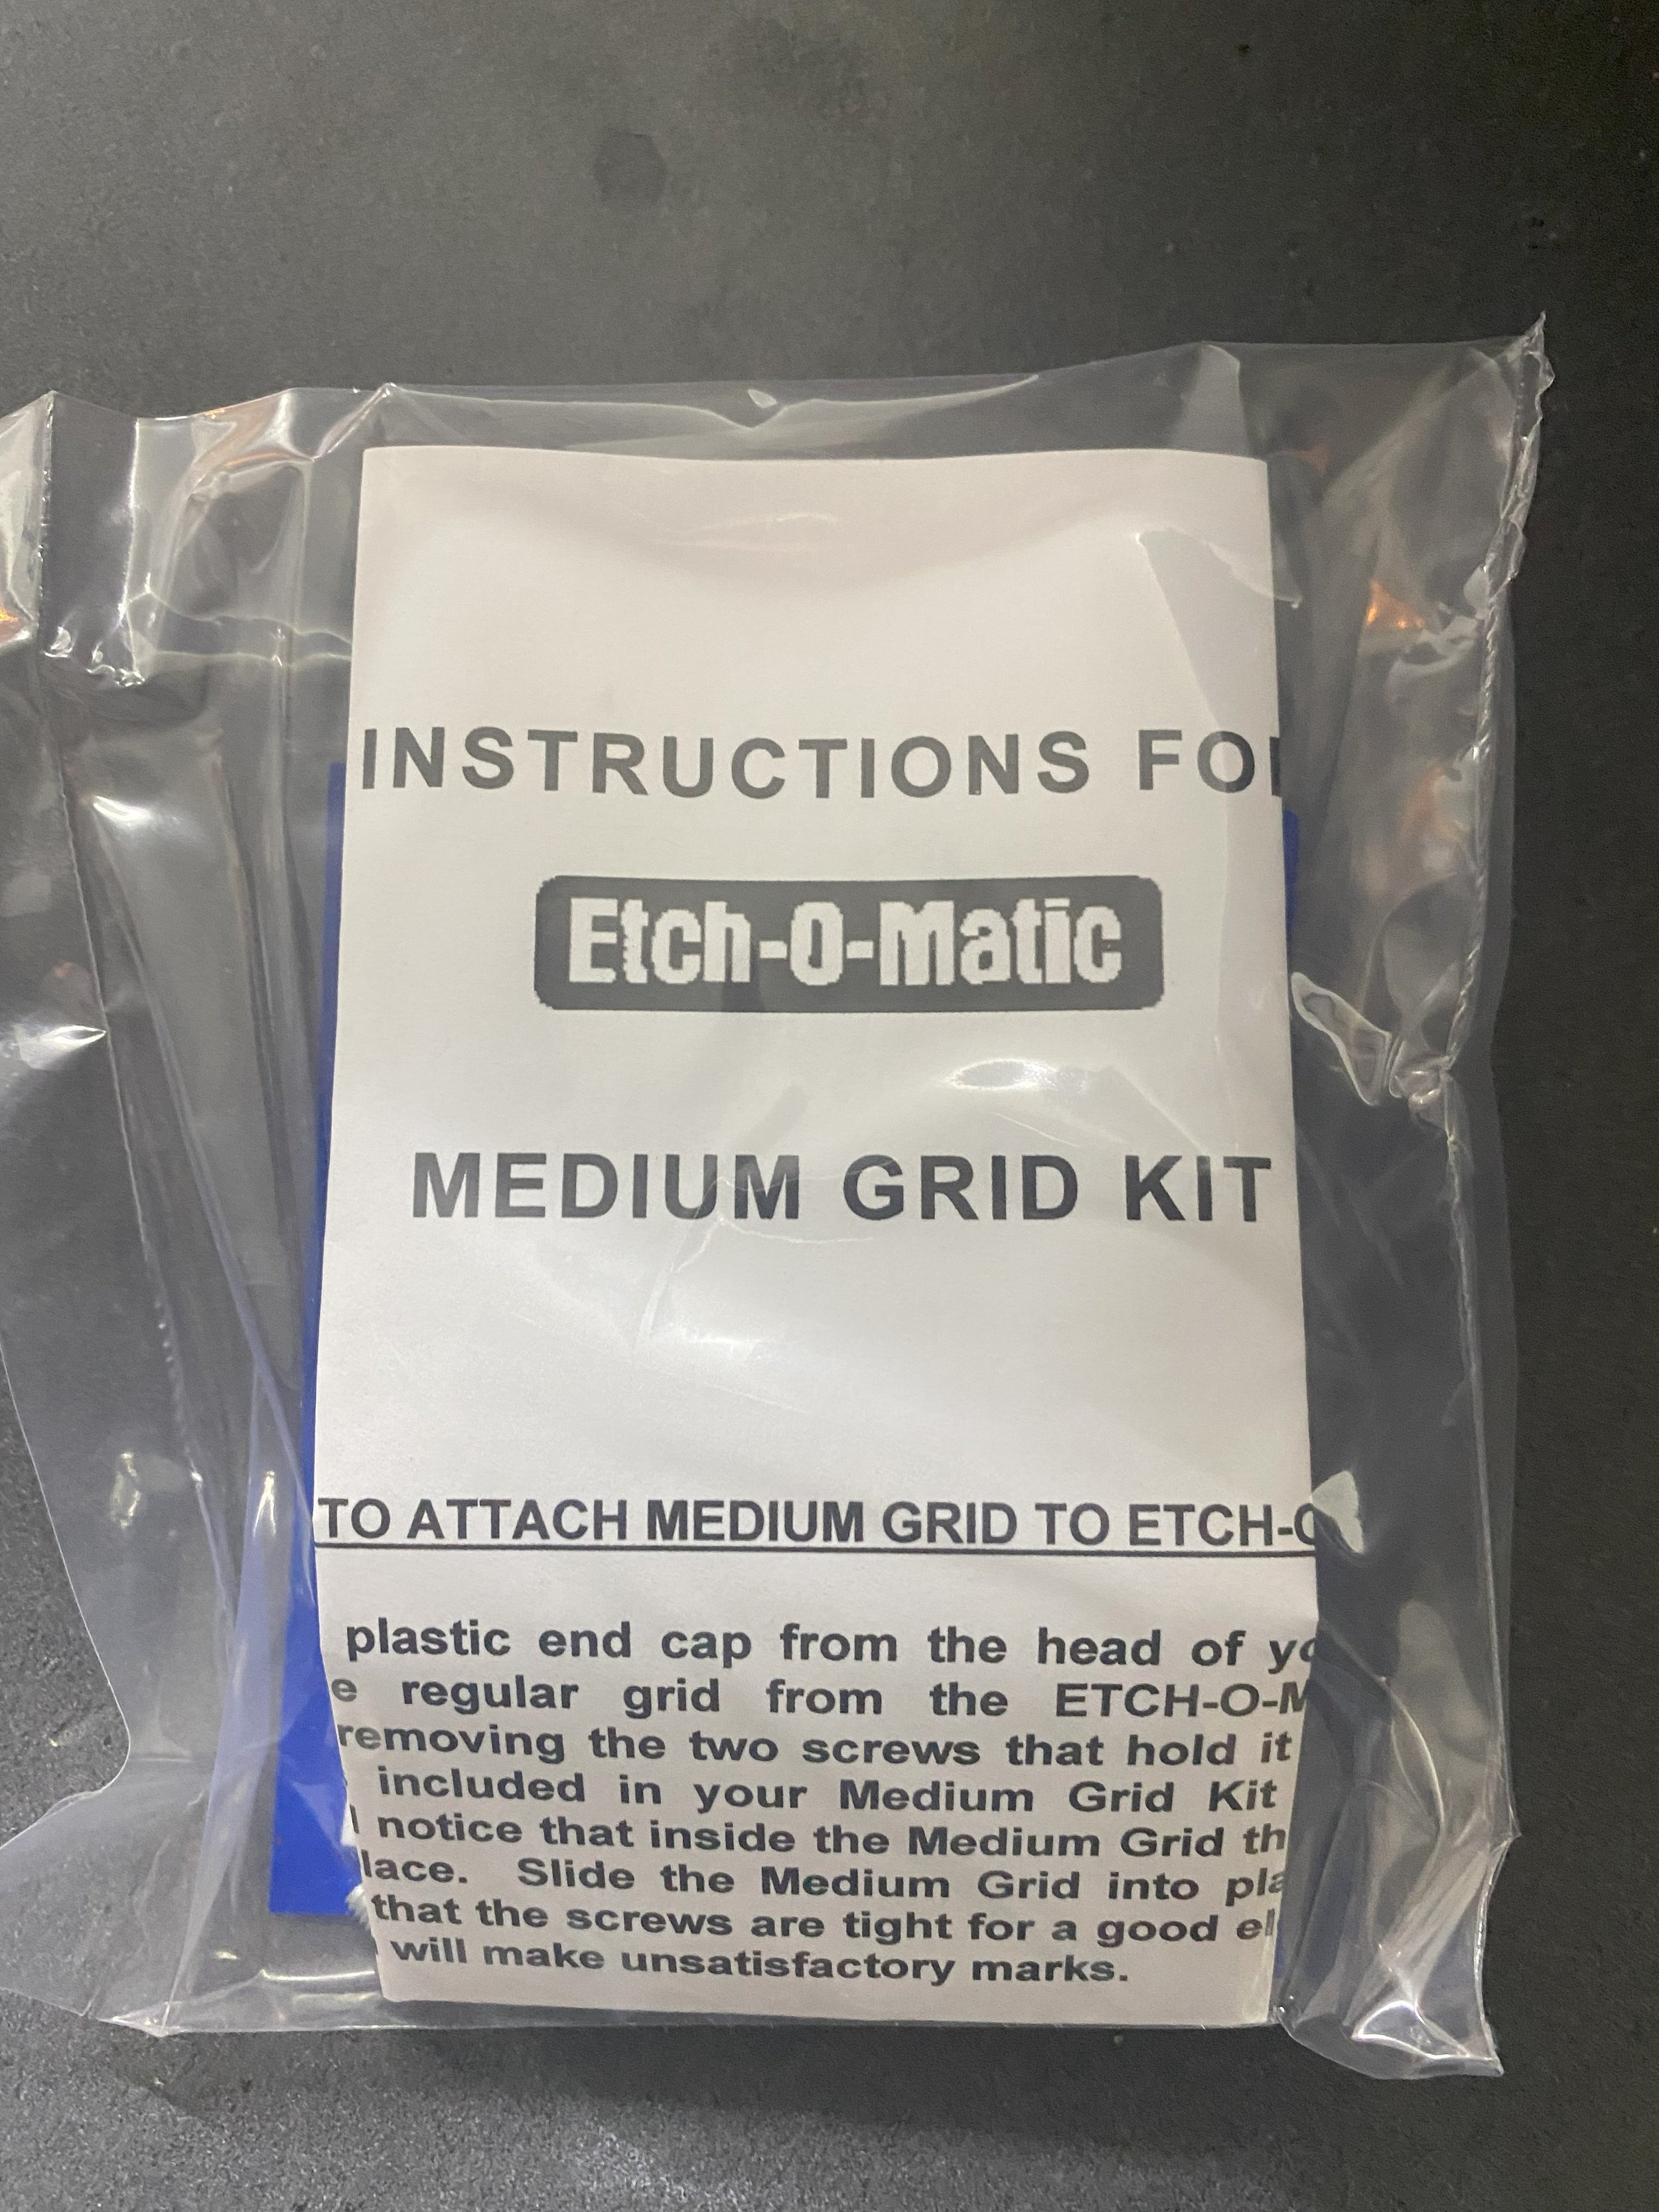 INSTRUCTIONS FO
Etch-O-Matic
MEDIUM GRID KIT
TO ATTACH MEDIUM GRID TO ETCH-
plastic end cap from the head of
regular grid from the ETCH-O-
removing the two screws that hold it
included in your Medium Grid Kit
notice that inside the Medium Grid th
lace. Slide the Medium Grid into pla
that the screws are tight for a good el
will make unsatisfactory marks.